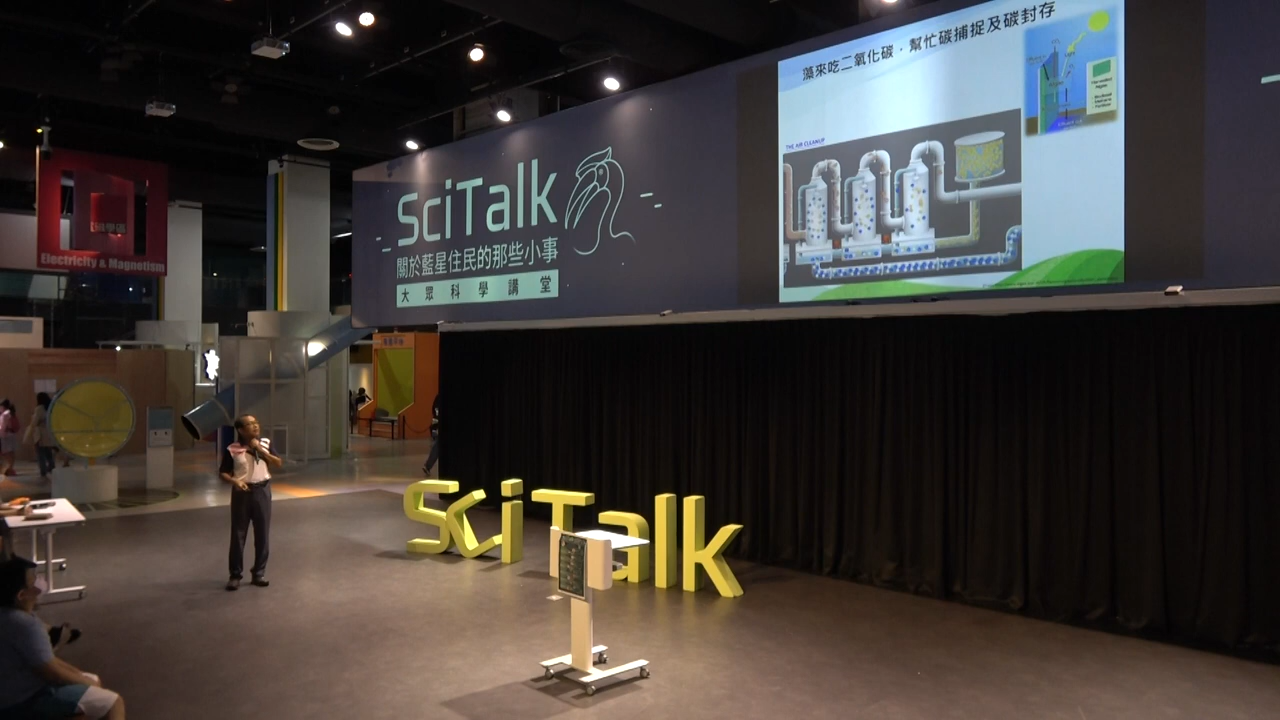 藻來吃二氧化碳，幫忙碳捕捉及碳封存
THE AIR CLEANUP
SciTalk
關於藍星住民的那些小事
大眾科學講堂
Electricity & Magnetism
SciTalk